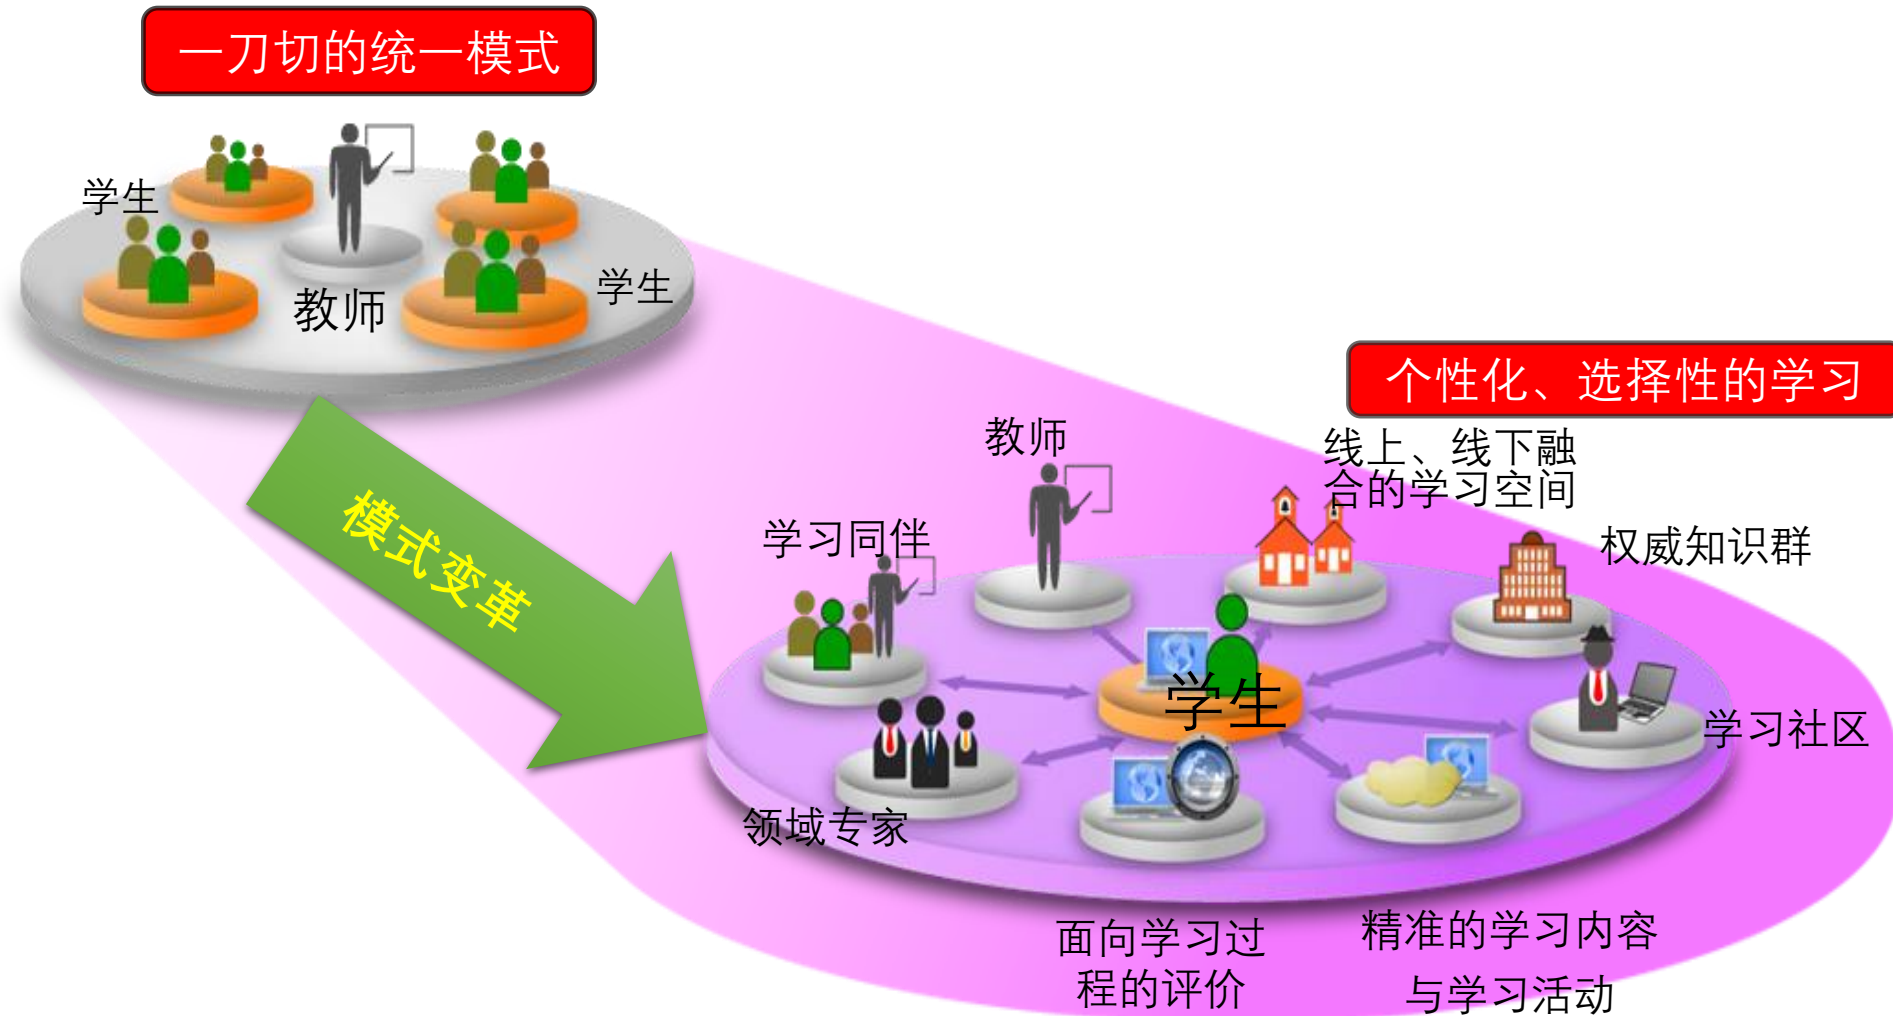 一刀切的统一模式
学生
学生
教师
模式变革
个性化、选择性的学习
教师
线上、线下融
合的学习空间
学习同伴
权威知识群
学生
学习社区
领域专家
面向学习过
程的评价
精准的学习内容
与学习活动